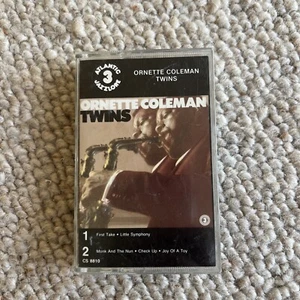 ATLANTIC
3
JAZZLORE
ORNETTE COLEMAN
TWINS
ORNETTE COLEMAN
TWINS
3
1 First Take • Little Symphony
2 Monk And The Nun • Check Up • Joy Of A Toy
CS 8810